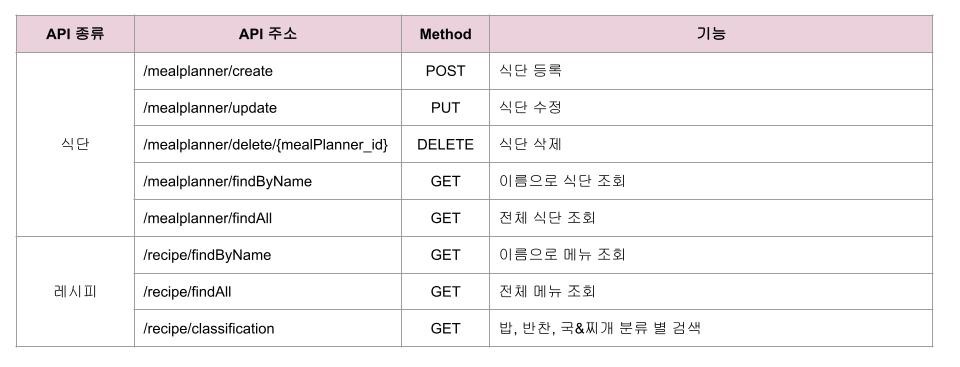 API 종류 API 주소 Method 기능
/mealplanner/create POST 식단 등록
/mealplanner/update PUT 식단 수정
식단 /mealplanner/delete/{mealPlanner_id} DELETE 식단 삭제
/mealplanner/findByName GET 이름으로 식단 조회
/mealplanner/findAll GET 전체 식단 조회
/recipe/findByName GET 이름으로 메뉴 조회
레시피 /recipe/findAll GET 전체 메뉴 조회
/recipe/classification GET 밥, 반찬, 국&찌개 분류 별 검색